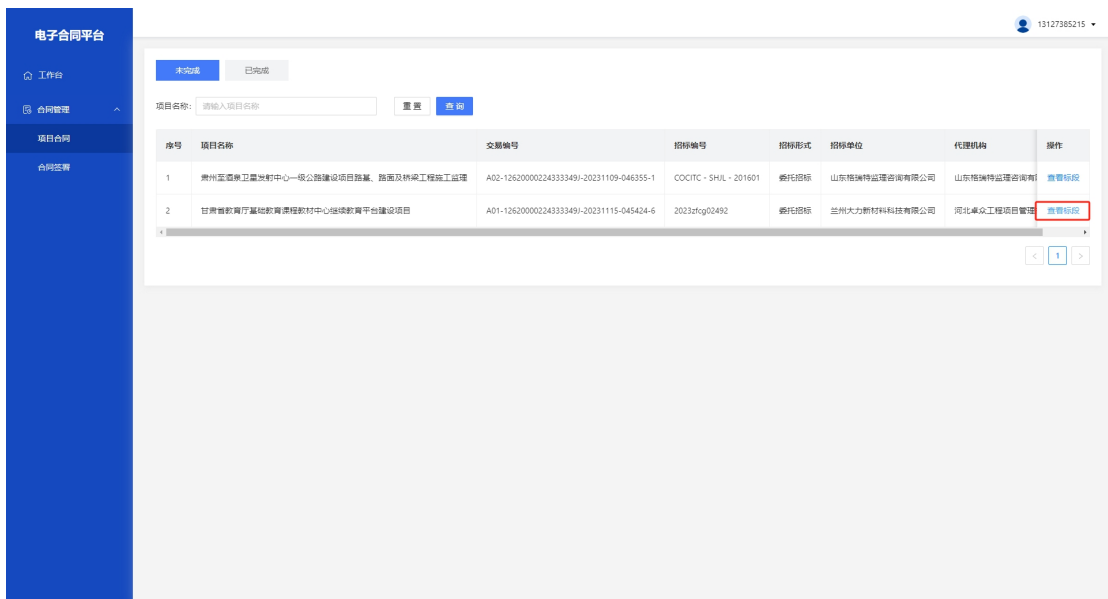 电子合同平台
13127385215
工作台
合同管理
项目合同
合同签署
未完成 已完成
项目名称: 请输入项目名称 重置 查询
序号 项目名称 交易编号 招标编号 招标形式 招标单位 代理机构 操作
1 肃州至酒泉卫星发射中心一级公路建设项目路基、路面及桥梁工程施工监理 A02-12620000224333349J-20231109-046355-1 COCITC - SHJL - 201601 委托招标 山东格瑞特监理咨询有限公司 山东格瑞特监理咨询有 查看标段
2 甘肃省教育厅基础教育课程教材中心继续教育平台建设项目 A01-12620000224333349J-20231115-045424-6 2023zfcg02492 委托招标 兰州大力新材料科技有限公司 河北卓众工程项目管理 查看标段
1